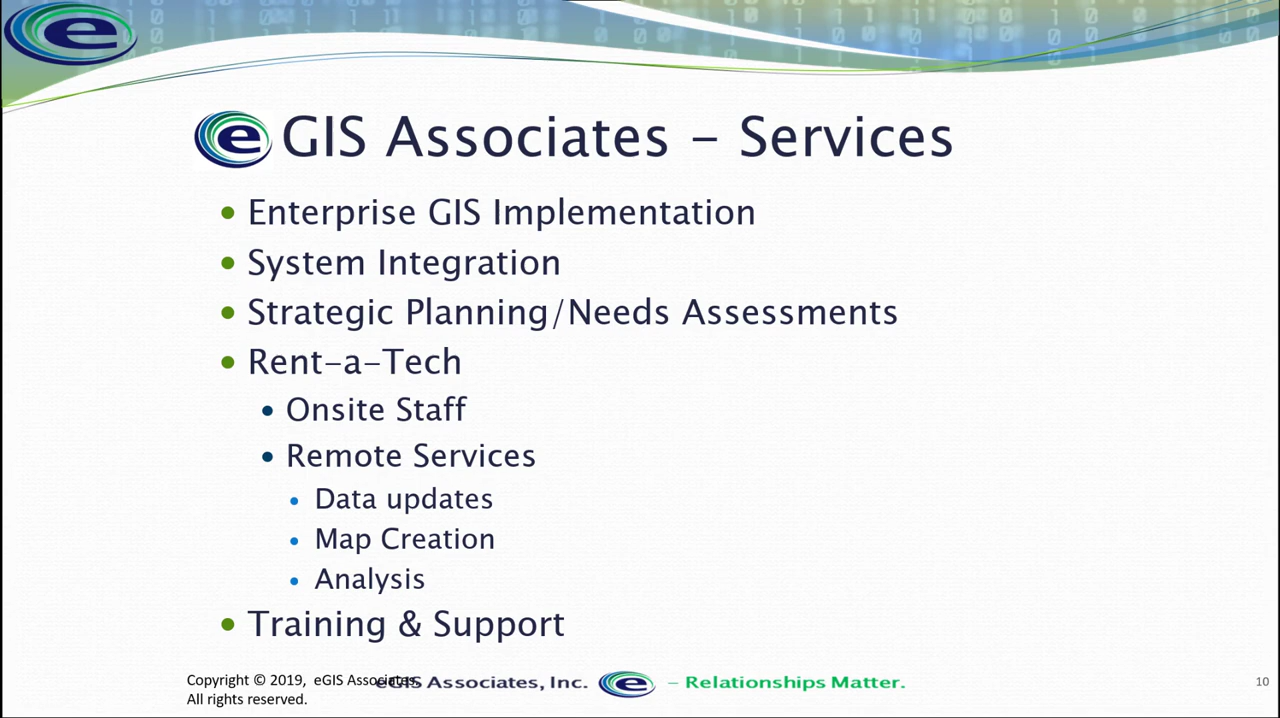 e
e GIS Associates - Services
• Enterprise GIS Implementation
• System Integration
• Strategic Planning/Needs Assessments
• Rent-a-Tech
• Onsite Staff
• Remote Services
• Data updates
• Map Creation
• Analysis
• Training & Support
Copyright © 2019, eGIS Associates.
All rights reserved.
eGIS Associates, Inc. e – Relationships Matter.
10